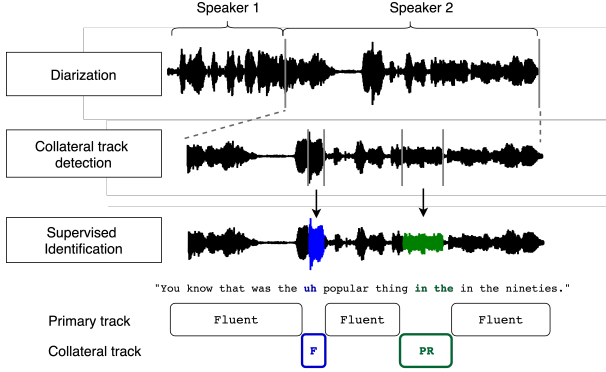 Speaker 1
Speaker 2
Diarization
Collateral track
detection
Supervised
Identification
"You know that was the uh popular thing in the in the nineties."
Primary track
Fluent
Fluent
Fluent
Collateral track
F
PR